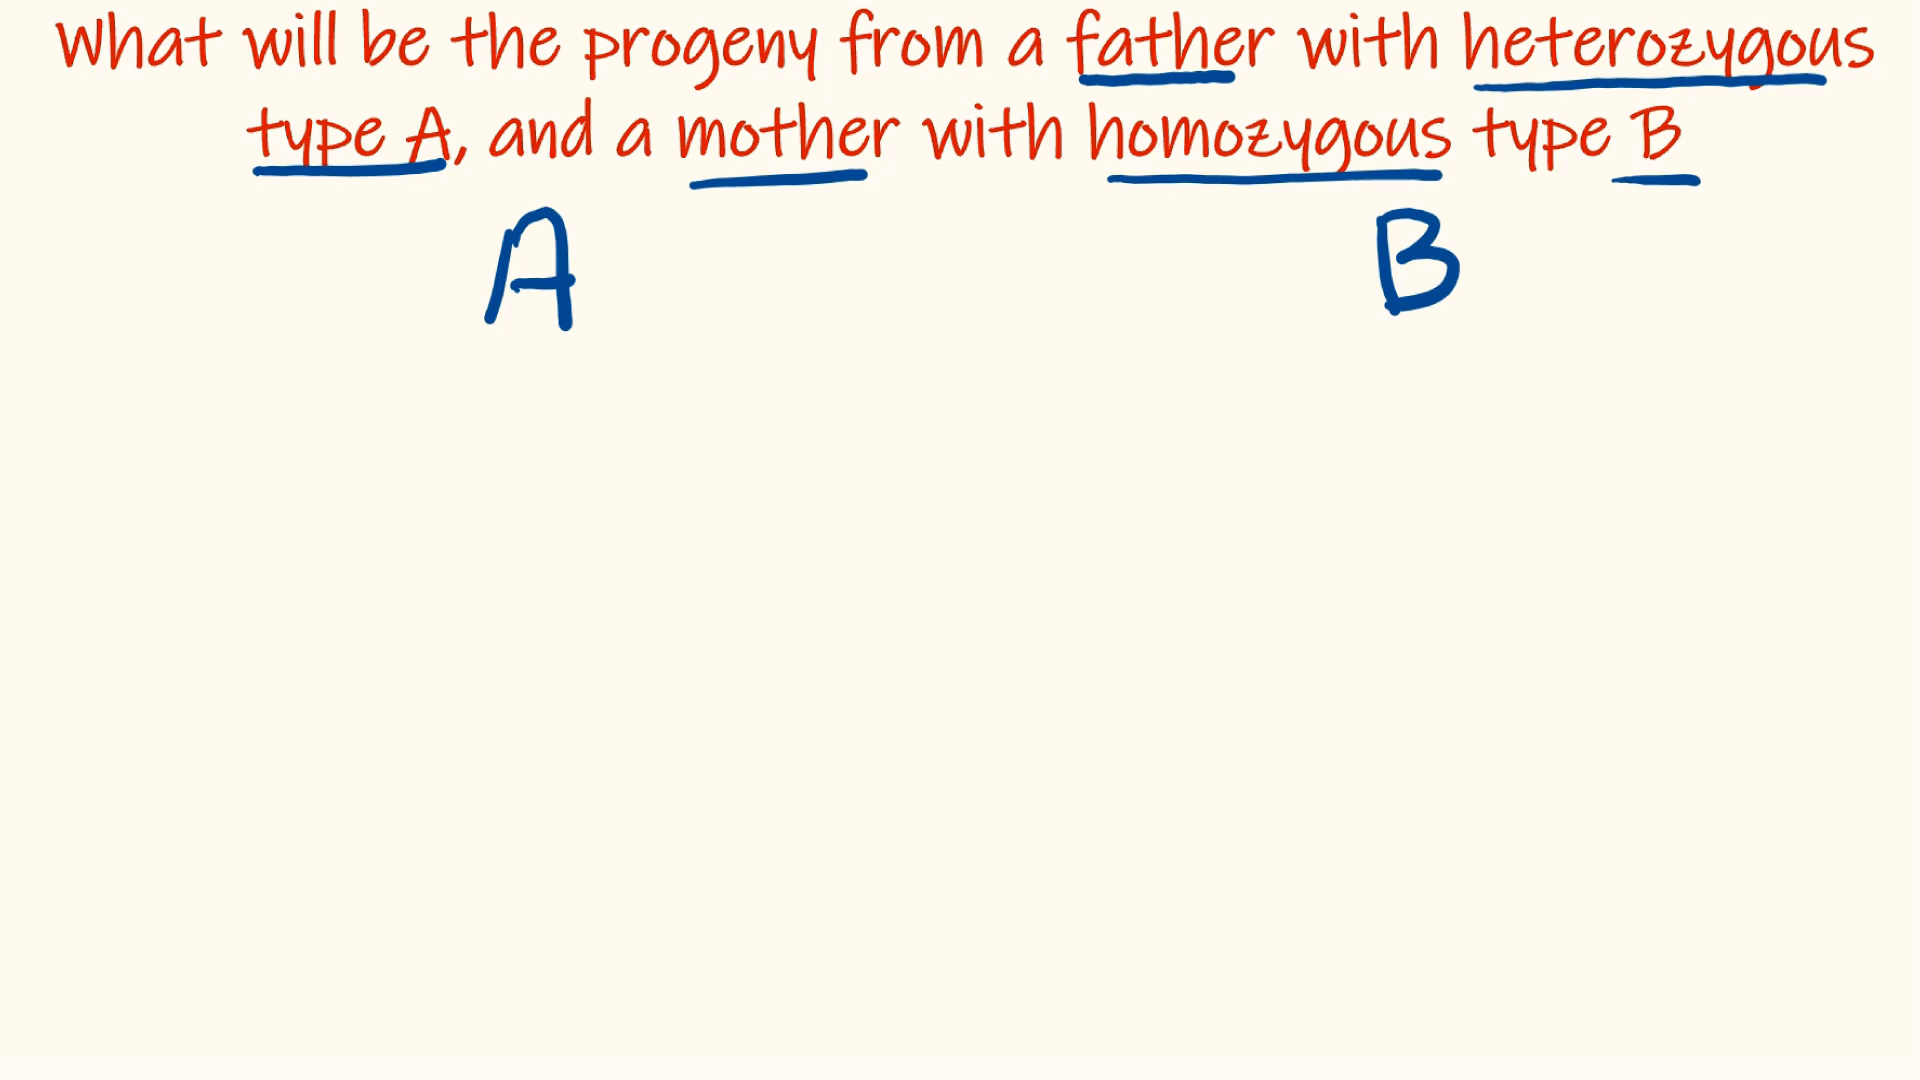 What will be the progeny from a father with heterozygous
type A, and a mother with homozygous type B
A B